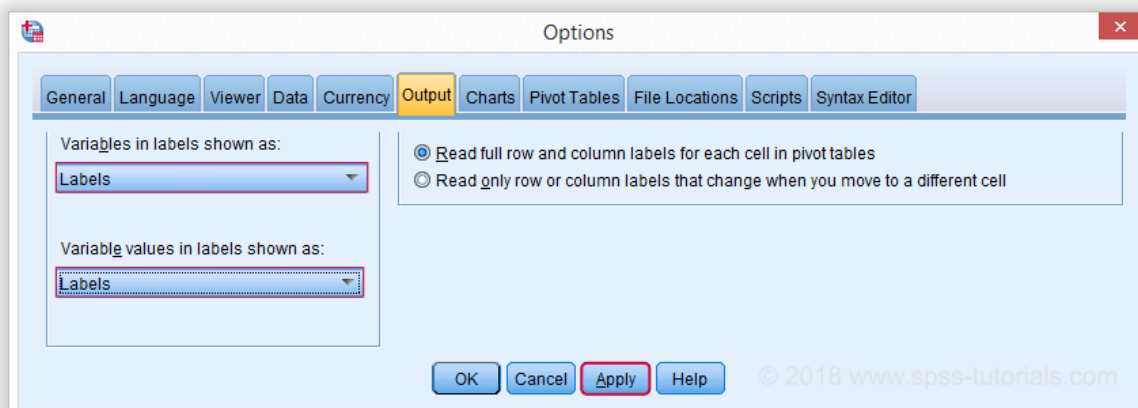 Options
General Language Viewer Data Currency Output Charts Pivot Tables File Locations Scripts Syntax Editor
Variables in labels shown as:
Labels
Variable values in labels shown as:
Labels
Read full row and column labels for each cell in pivot tables
Read only row or column labels that change when you move to a different cell
OK Cancel Apply Help
© 2018 www.spss-tutorials.com